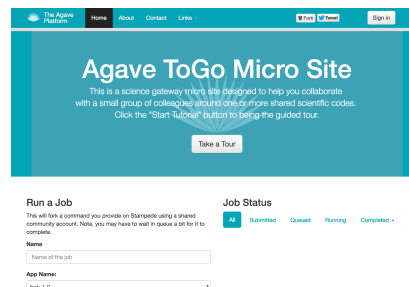 The Agave
Platform
Home
About
Contact
Links
Fork
Tweet
Sign in
Agave ToGo Micro Site
This is a science gateway micro site designed to help you collaborate
with a small group of colleagues around one or more shared scientific codes.
Click the "Start Tutorial" button to being the guided tour.
Take a Tour
Run a Job
This will fork a command you provide on Stampede using a shared
community account. Note, you may have to wait in queue a bit for it to
complete.
Name
Name of the job
App Name:
Job Status
All
Submitted
Queued
Running
Completed